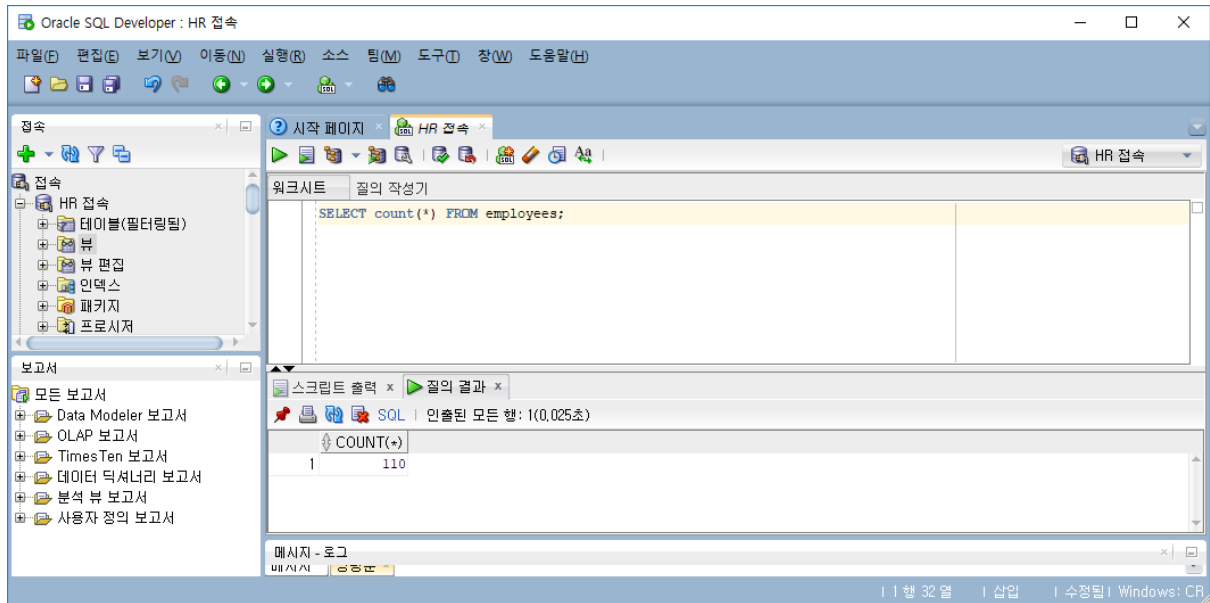 Oracle SQL Developer : HR 접속
파일(F) 편집(E) 보기(V) 이동(N) 실행(R) 소스 팀(M) 도구(T) 창(W) 도움말(H)
접속
접속
HR 접속
테이블(필터링됨)
뷰
뷰 편집
인덱스
패키지
프로시저
보고서
모든 보고서
Data Modeler 보고서
OLAP 보고서
TimesTen 보고서
데이터 딕셔너리 보고서
분석 뷰 보고서
사용자 정의 보고서
시작 페이지 HR 접속
HR 접속
워크시트 질의 작성기
SELECT count(*) FROM employees;
스크립트 출력 x 질의 결과 x
SQL | 인출된 모든 행: 1(0,025초)
COUNT(*)
1 110
메시지 - 로그
메시지
| 1 행 32 열 | 삽입 | 수정됨 | Windows: CR